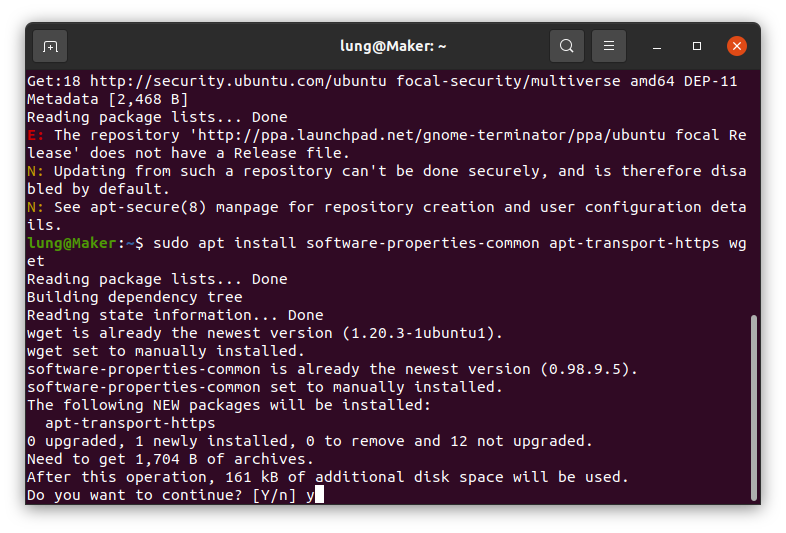 lung@Maker: ~
Get:18 http://security.ubuntu.com/ubuntu focal-security/multiverse amd64 DEP-11
Metadata [2,468 B]
Reading package lists... Done
E: The repository 'http://ppa.launchpad.net/gnome-terminator/ppa/ubuntu focal Re
lease' does not have a Release file.
N: Updating from such a repository can't be done securely, and is therefore disa
bled by default.
N: See apt-secure(8) manpage for repository creation and user configuration deta
ils.
lung@Maker:~$ sudo apt install software-properties-common apt-transport-https wg
et
Reading package lists... Done
Building dependency tree
Reading state information... Done
wget is already the newest version (1.20.3-1ubuntu1).
wget set to manually installed.
software-properties-common is already the newest version (0.98.9.5).
software-properties-common set to manually installed.
The following NEW packages will be installed:
  apt-transport-https
0 upgraded, 1 newly installed, 0 to remove and 12 not upgraded.
Need to get 1,704 B of archives.
After this operation, 161 kB of additional disk space will be used.
Do you want to continue? [Y/n] y